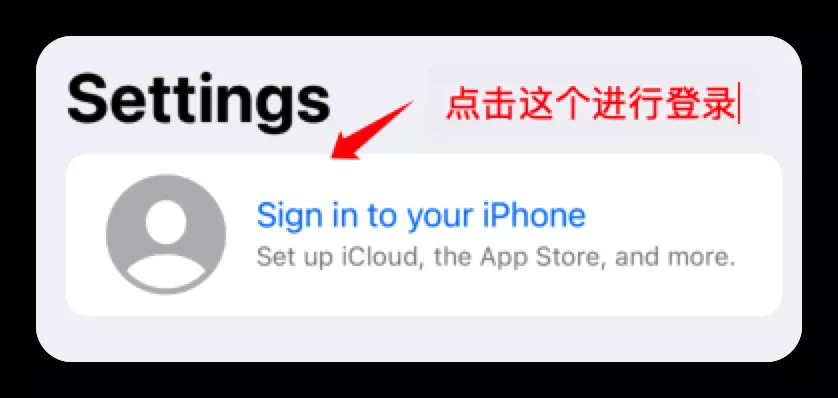 Settings
点击这个进行登录
Sign in to your iPhone
Set up iCloud, the App Store, and more.